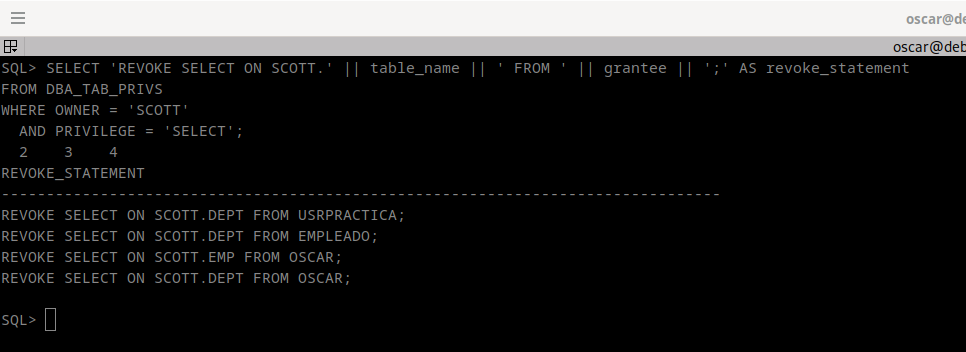 oscar@de
oscar@deb
SQL> SELECT 'REVOKE SELECT ON SCOTT.' || table_name || ' FROM ' || grantee || ';' AS revoke_statement
FROM DBA_TAB_PRIVS
WHERE OWNER = 'SCOTT'
  AND PRIVILEGE = 'SELECT';
  2    3    4
REVOKE_STATEMENT
--------------------------------------------------------------------------------
REVOKE SELECT ON SCOTT.DEPT FROM USRPRACTICA;
REVOKE SELECT ON SCOTT.DEPT FROM EMPLEADO;
REVOKE SELECT ON SCOTT.EMP FROM OSCAR;
REVOKE SELECT ON SCOTT.DEPT FROM OSCAR;
SQL>